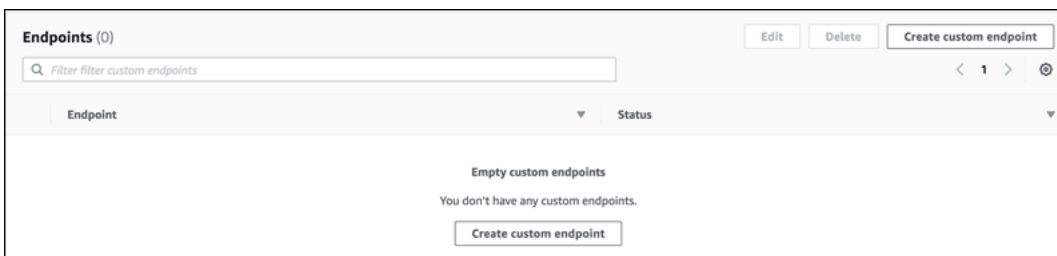 Endpoints (0)
Edit
Delete
Create custom endpoint
Filter filter custom endpoints
1
Endpoint
Status
Empty custom endpoints
You don't have any custom endpoints.
Create custom endpoint